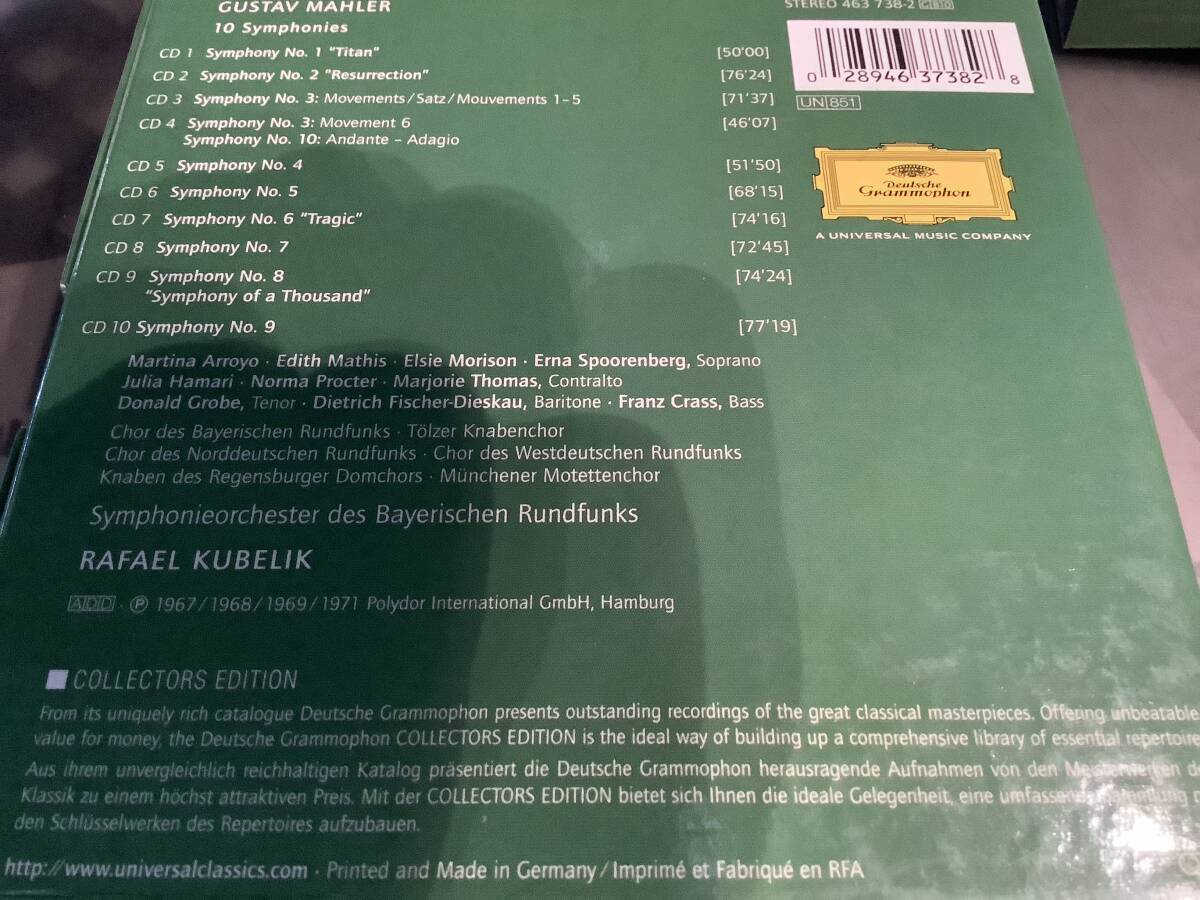 GUSTAV MAHLER
10 Symphonies
CD 1 Symphony No. 1 "Titan" [50'00]
CD 2 Symphony No. 2 "Resurrection" [76'24]
CD 3 Symphony No. 3: Movements/Satz/Mouvements 1–5 [71'37]
CD 4 Symphony No. 3: Movement 6 [46'07]
Symphony No. 10: Andante – Adagio
CD 5 Symphony No. 4 [51'50]
CD 6 Symphony No. 5 [68'15]
CD 7 Symphony No. 6 "Tragic" [74'16]
CD 8 Symphony No. 7 [72'45]
CD 9 Symphony No. 8 [74'24]
"Symphony of a Thousand"
CD 10 Symphony No. 9 [77'19]
STEREO 463 738-2
0 28946 37382 8
UN 851
Deutsche
Grammophon
A UNIVERSAL MUSIC COMPANY
Martina Arroyo · Edith Mathis · Elsie Morison · Erna Spoorenberg, Soprano
Julia Hamari · Norma Procter · Marjorie Thomas, Contralto
Donald Grobe, Tenor · Dietrich Fischer-Dieskau, Baritone · Franz Crass, Bass
Chor des Bayerischen Rundfunks · Tölzer Knabenchor
Chor des Norddeutschen Rundfunks · Chor des Westdeutschen Rundfunks
Knaben des Regensburger Domchors · Münchener Motettenchor
Symphonieorchester des Bayerischen Rundfunks
RAFAEL KUBELIK
ADD · ℗ 1967/1968/1969/1971 Polydor International GmbH, Hamburg
COLLECTORS EDITION
From its uniquely rich catalogue Deutsche Grammophon presents outstanding recordings of the great classical masterpieces. Offering unbeatable
value for money, the Deutsche Grammophon COLLECTORS EDITION is the ideal way of building up a comprehensive library of essential repertoire
Aus ihrem unvergleichlich reichhaltigen Katalog präsentiert die Deutsche Grammophon herausragende Aufnahmen von den Meisterwerken de
Klassik zu einem höchst attraktiven Preis. Mit der COLLECTORS EDITION bietet sich Ihnen die ideale Gelegenheit, eine
den Schlüsselwerken des Repertoires aufzubauen.
http://www.universalclassics.com · Printed and Made in Germany/Imprimé et Fabriqué en RFA